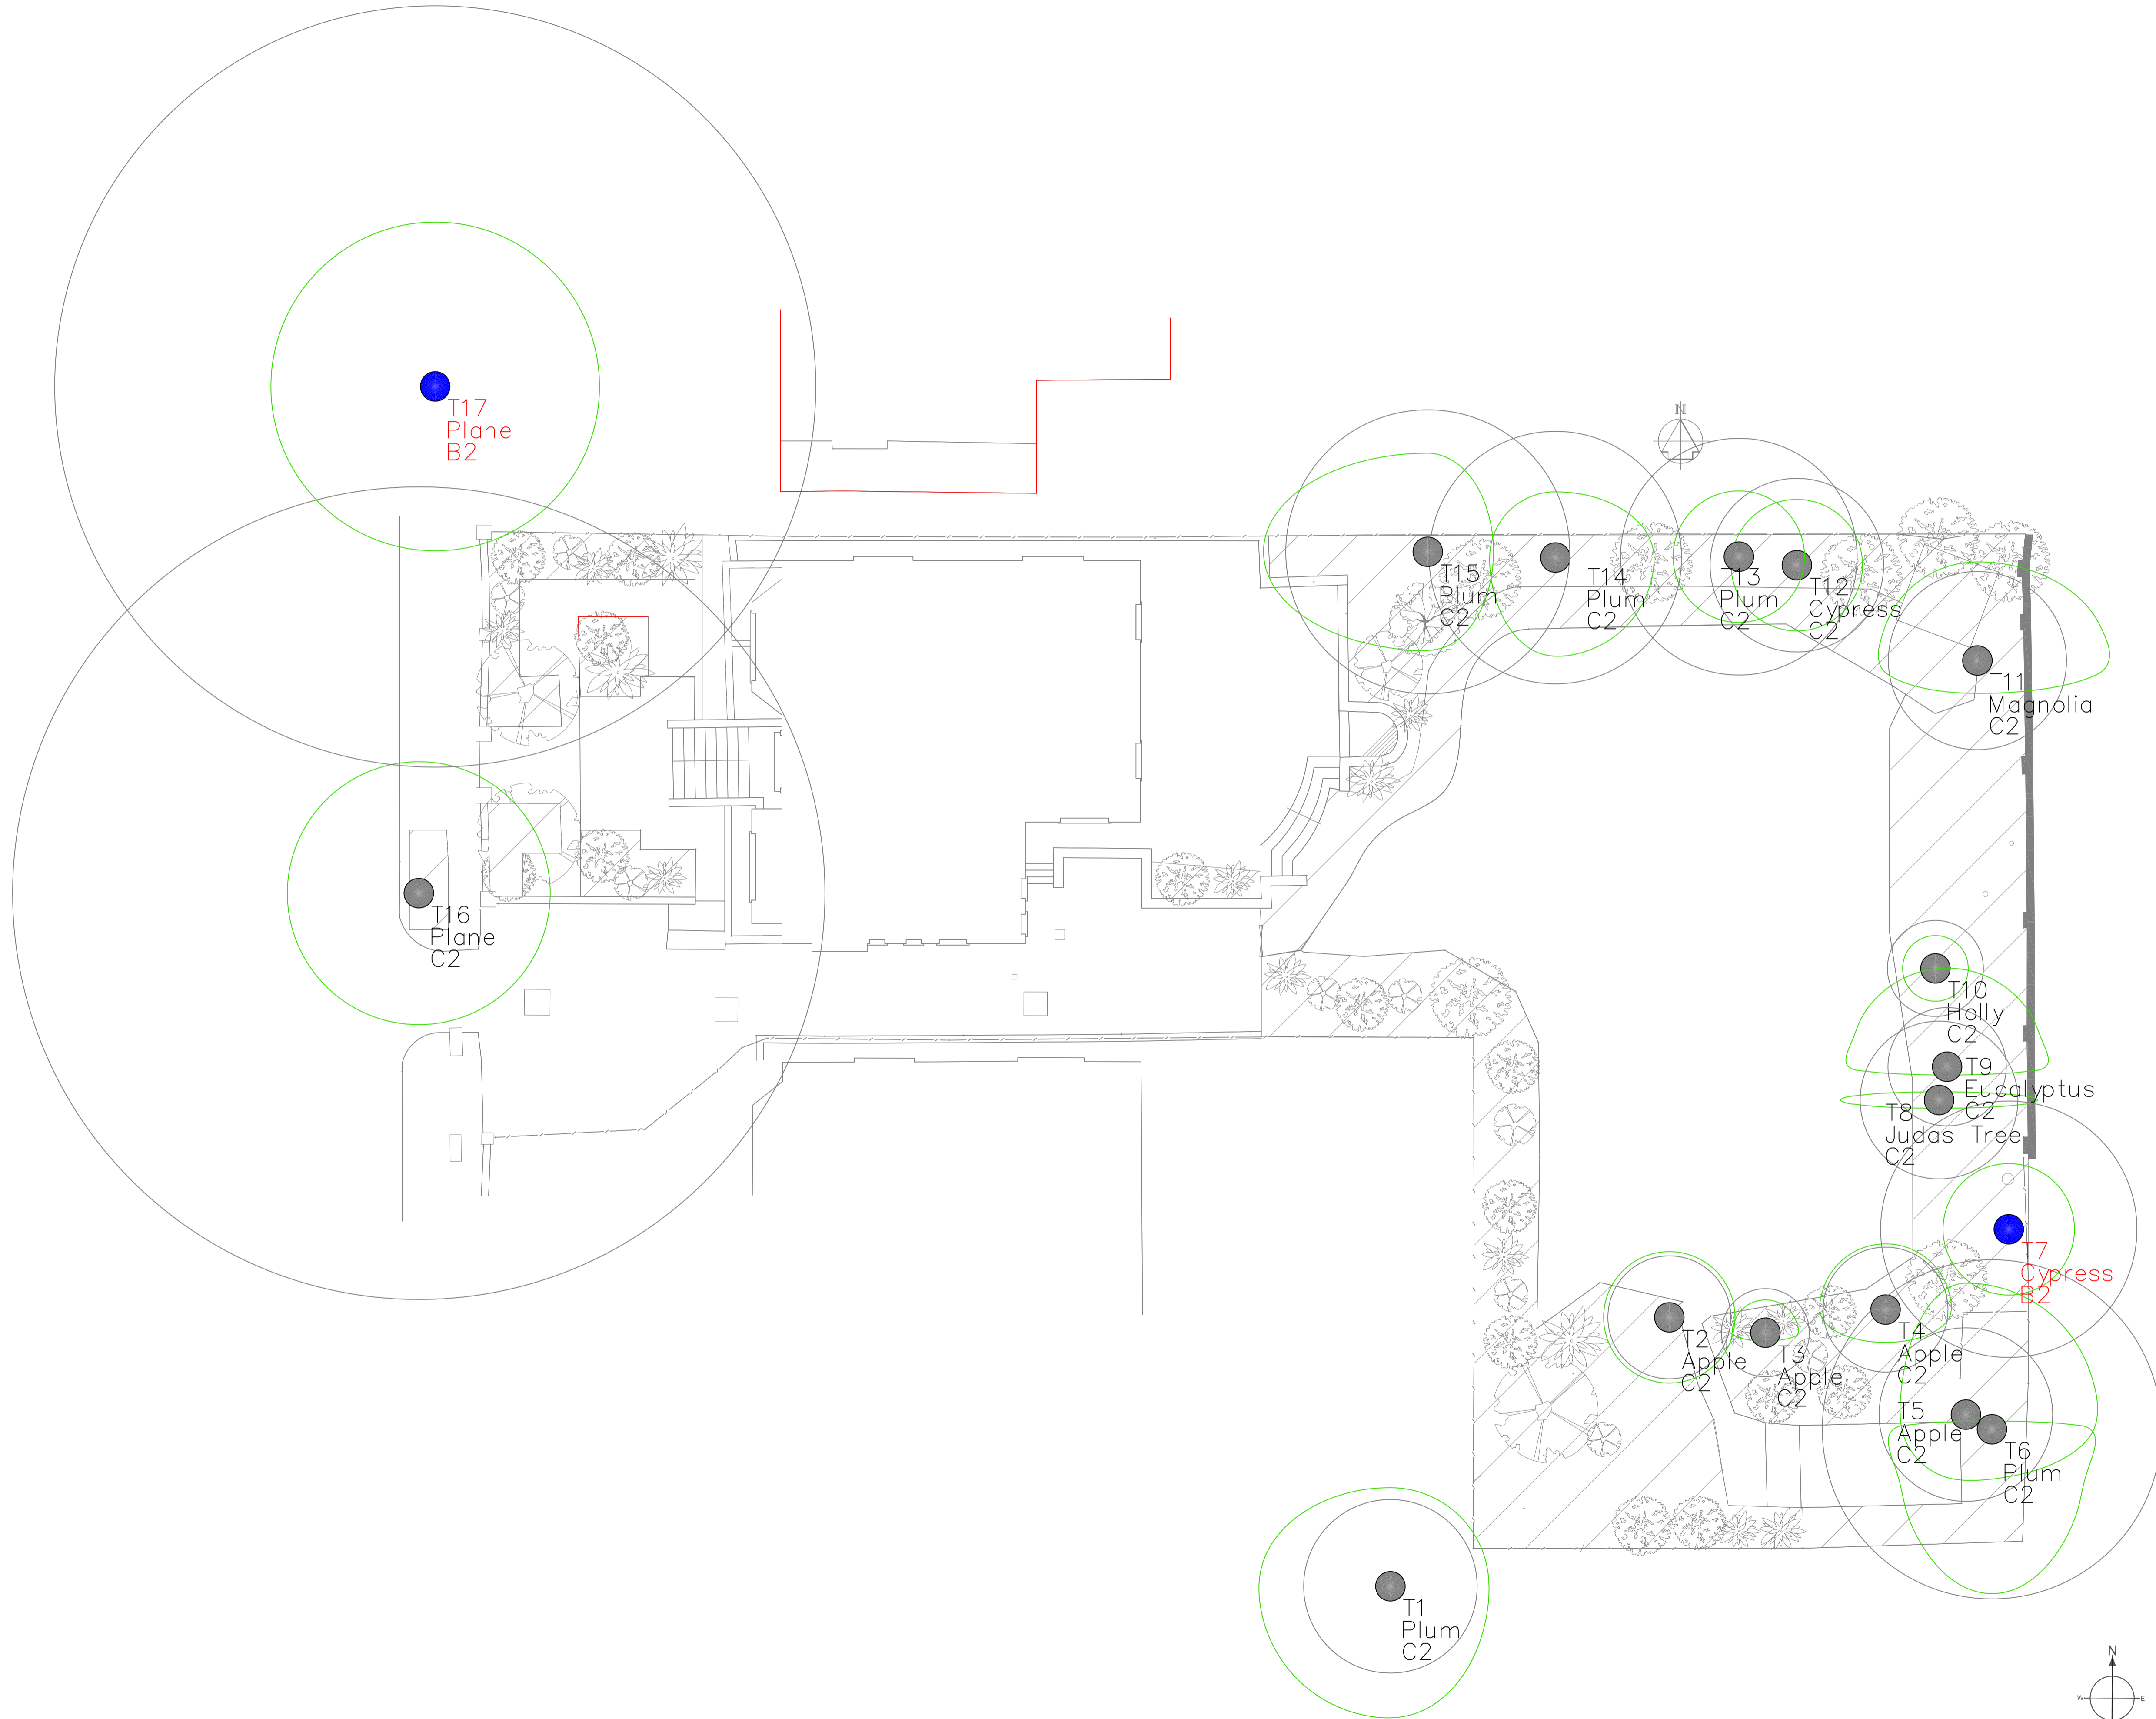 T17
Plane
B2
N
T15
Plum
C2
T14
Plum
C2
T13
Plum
C2
T12
Cypress
C2
T11
Magnolia
C2
T16
Plane
C2
T10
Holly
C2
T9
Eucalyptus
C2
T8
Judas Tree
C2
T7
Cypress
B2
T2
Apple
C2
T3
Apple
C2
T4
Apple
C2
T5
Apple
C2
T6
Plum
C2
T1
Plum
C2
N
W
E